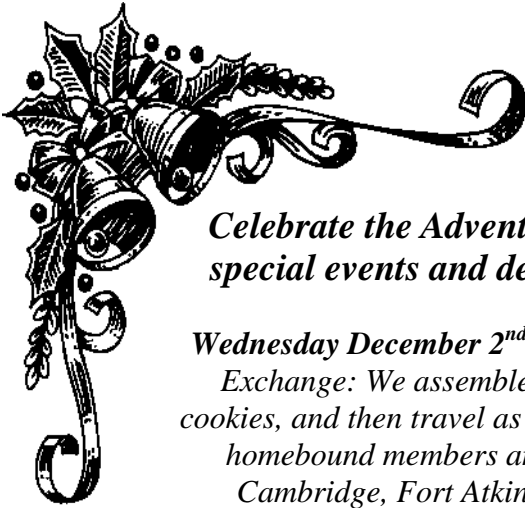 Celebrate the Advent
special events and de
Wednesday December 2nd
Exchange: We assemble
cookies, and then travel as
homebound members a
Cambridge, Fort Atkin